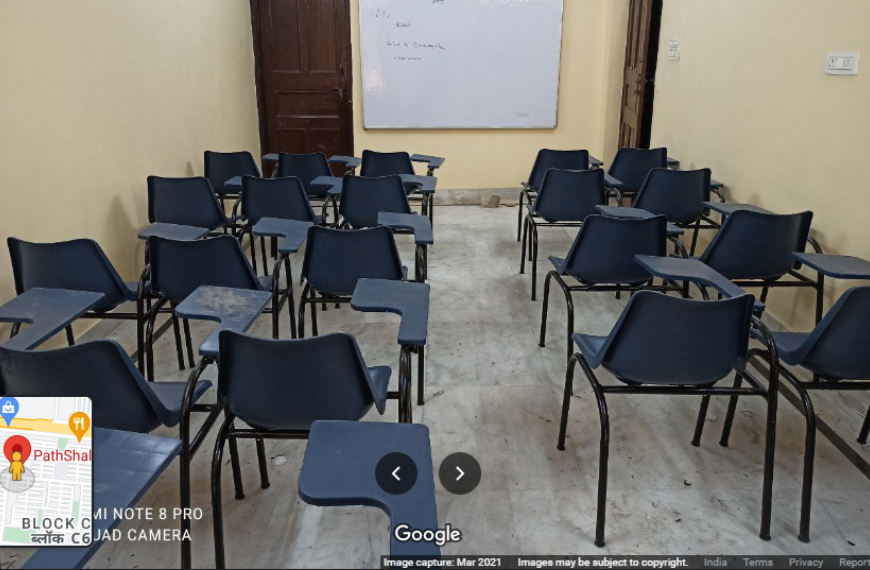 PathShal
BLOCK C
ब्लॉक C6
MI NOTE 8 PRO
UAD CAMERA
Google
Image capture: Mar 2021 Images may be subject to copyright. India Terms Privacy Report